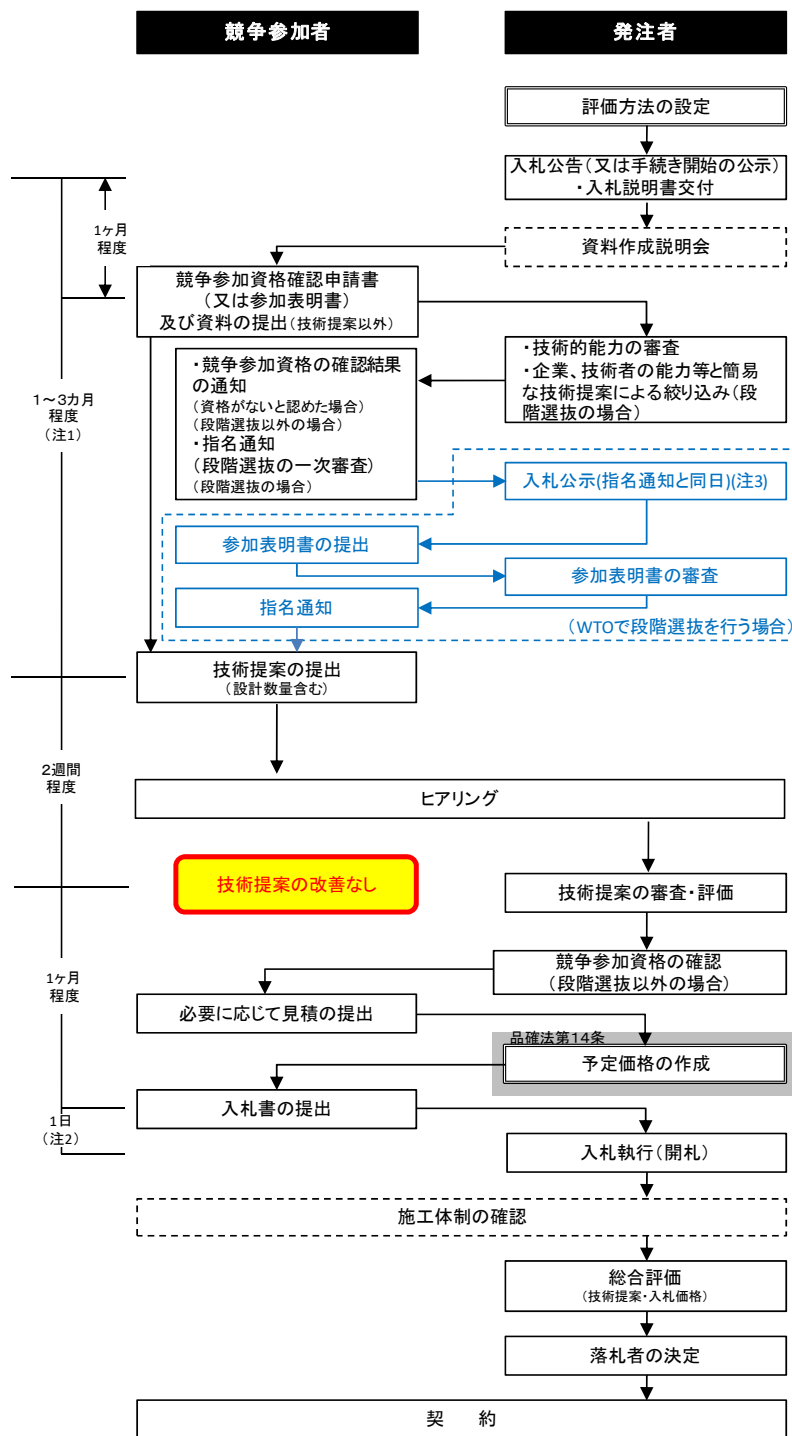 競争参加者
発注者
評価方法の設定
入札公告（又は手続き開始の公示）
・入札説明書交付
資料作成説明会
1ヶ月
程度
競争参加資格確認申請書
（又は参加表明書）
及び資料の提出（技術提案以外）
・技術的能力の審査
・企業、技術者の能力等と簡易
な技術提案による絞り込み（段
階選抜の場合）
・競争参加資格の確認結果
の通知
（資格がないと認めた場合）
（段階選抜以外の場合）
・指名通知
（段階選抜の一次審査）
（段階選抜の場合）
1～3カ月
程度
（注1）
入札公示(指名通知と同日)(注3)
参加表明書の提出
参加表明書の審査
指名通知
（WTOで段階選抜を行う場合）
技術提案の提出
（設計数量含む）
2週間
程度
ヒアリング
技術提案の改善なし
技術提案の審査・評価
競争参加資格の確認
（段階選抜以外の場合）
1ヶ月
程度
必要に応じて見積の提出
品確法第14条
予定価格の作成
入札書の提出
1日
（注2）
入札執行（開札）
施工体制の確認
総合評価
（技術提案・入札価格）
落札者の決定
契　約